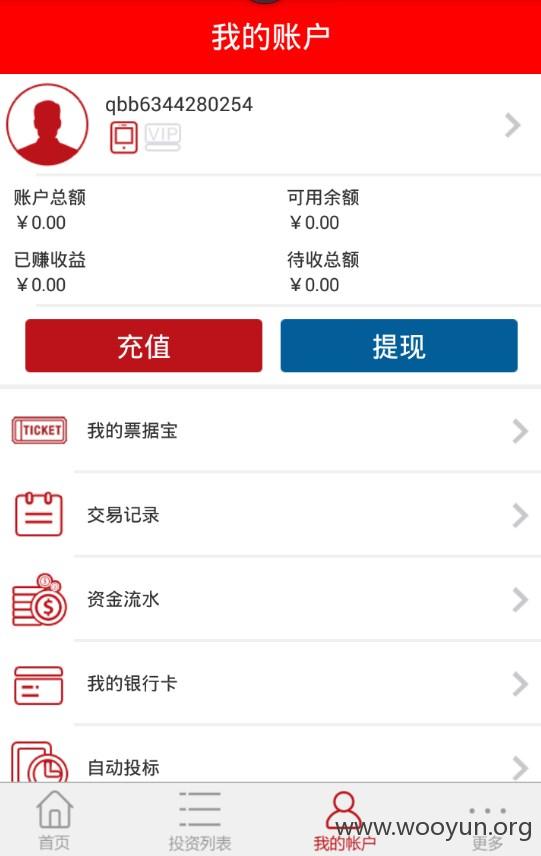 我的账户
qbb6344280254
VIP
账户总额
可用余额
￥0.00
￥0.00
已赚收益
待收总额
￥0.00
￥0.00
充值
提现
TICKET
我的票据宝
交易记录
资金流水
我的银行卡
自动投标
首页
投资列表
我的帐户
更多
www.wooyun.org